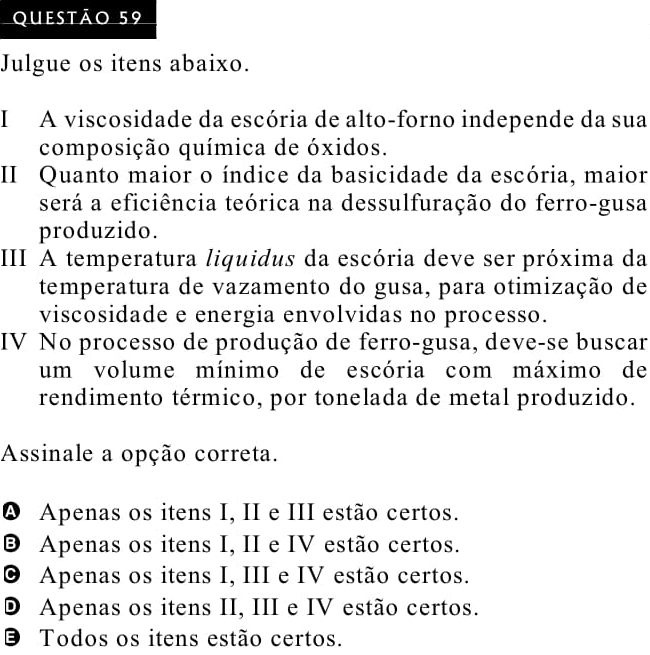 QUESTÃO 59
Julgue os itens abaixo.
I A viscosidade da escória de alto-forno independe da sua
composição química de óxidos.
II Quanto maior o índice da basicidade da escória, maior
será a eficiência teórica na dessulfuração do ferro-gusa
produzido.
III A temperatura liquidus da escória deve ser próxima da
temperatura de vazamento do gusa, para otimização de
viscosidade e energia envolvidas no processo.
IV No processo de produção de ferro-gusa, deve-se buscar
um volume mínimo de escória com máximo de
rendimento térmico, por tonelada de metal produzido.
Assinale a opção correta.
A Apenas os itens I, II e III estão certos.
B Apenas os itens I, II e IV estão certos.
C Apenas os itens I, III e IV estão certos.
D Apenas os itens II, III e IV estão certos.
E Todos os itens estão certos.